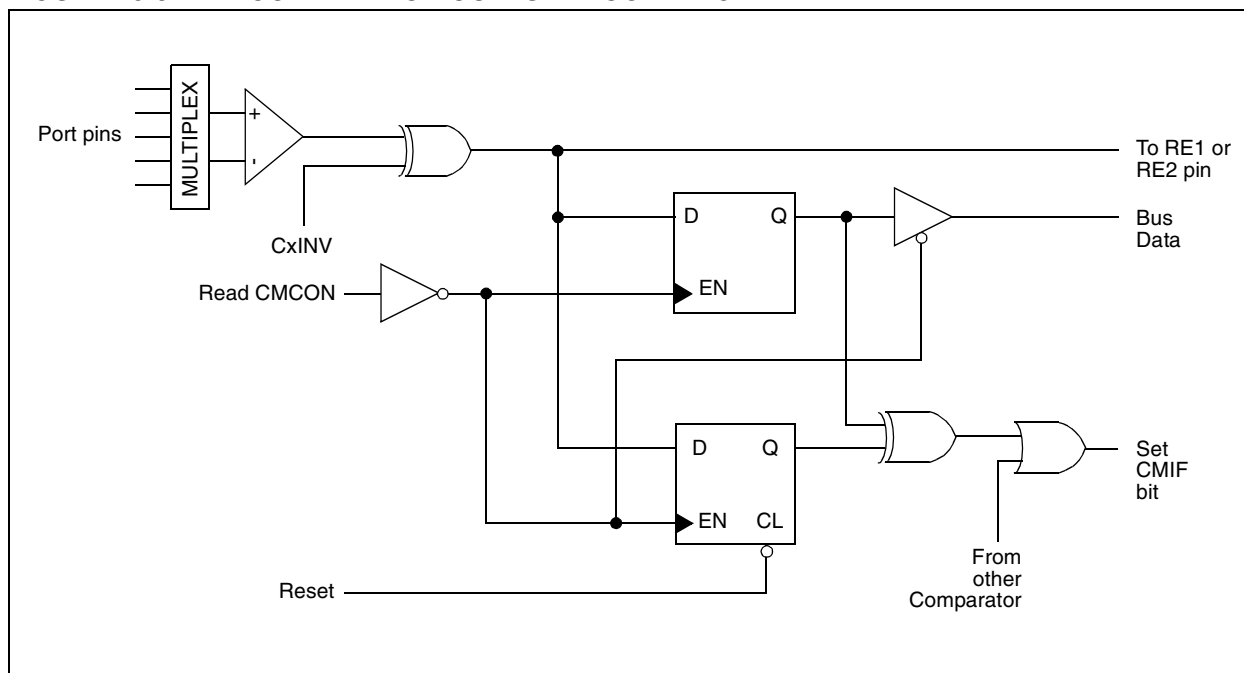 MULTIPLEX
Port pins
+
-
CxINV
To RE1 or
RE2 pin
D
Q
EN
Bus
Data
Read CMCON
D
Q
EN
CL
Set
CMIF
bit
From
other
Comparator
Reset